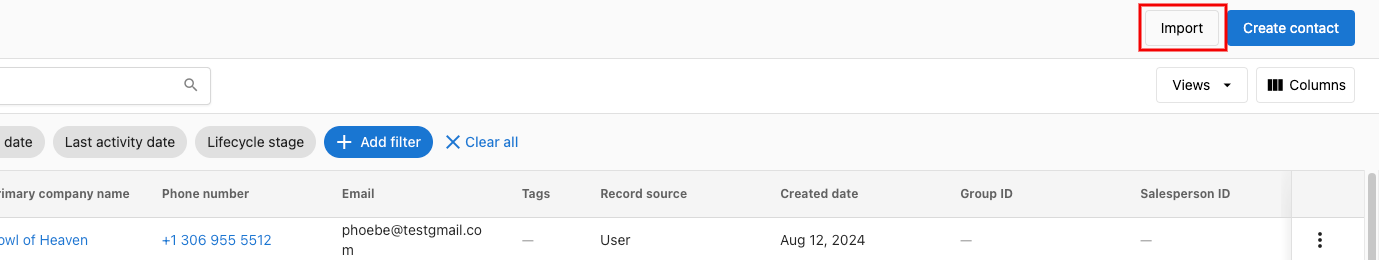 Import
Create contact
Views
Columns
date
Last activity date
Lifecycle stage
Add filter
Clear all
rimary company name
Phone number
Email
Tags
Record source
Created date
Group ID
Salesperson ID
owl of Heaven
+1 306 955 5512
phoebe@testgmail.co
m
—
User
Aug 12, 2024
—
—